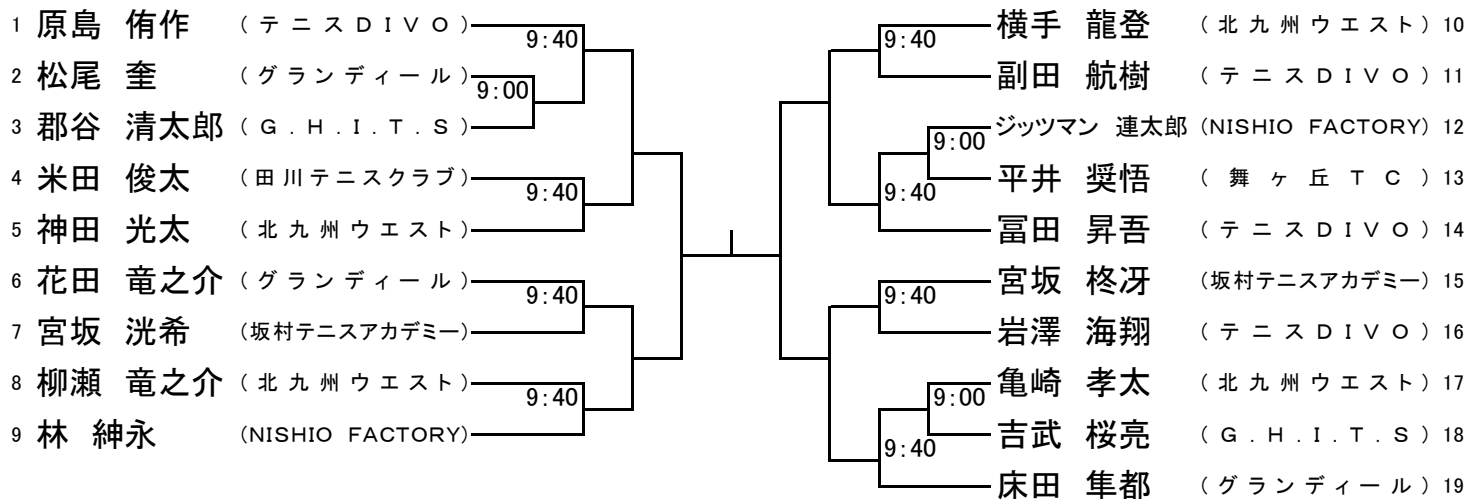 1 原島 侑作 (テニスDIVO)
9:40
2 松尾 奎 (グランディール)
9:00
3 郡谷 清太郎 (G.H.I.T.S)
4 米田 俊太 (田川テニスクラブ)
9:40
5 神田 光太 (北九州ウエスト)
6 花田 竜之介 (グランディール)
9:40
7 宮坂 洸希 (坂村テニスアカデミー)
8 柳瀬 竜之介 (北九州ウエスト)
9:40
9 林 紳永 (NISHIO FACTORY)
横手 龍登 (北九州ウエスト) 10
9:40
副田 航樹 (テニスDIVO) 11
ジッツマン 連太郎 (NISHIO FACTORY) 12
9:00
平井 奨悟 (舞ヶ丘TC) 13
9:40
冨田 昇吾 (テニスDIVO) 14
宮坂 柊冴 (坂村テニスアカデミー) 15
9:40
岩澤 海翔 (テニスDIVO) 16
亀崎 孝太 (北九州ウエスト) 17
9:00
吉武 桜亮 (G.H.I.T.S) 18
9:40
床田 隼都 (グランディール) 19